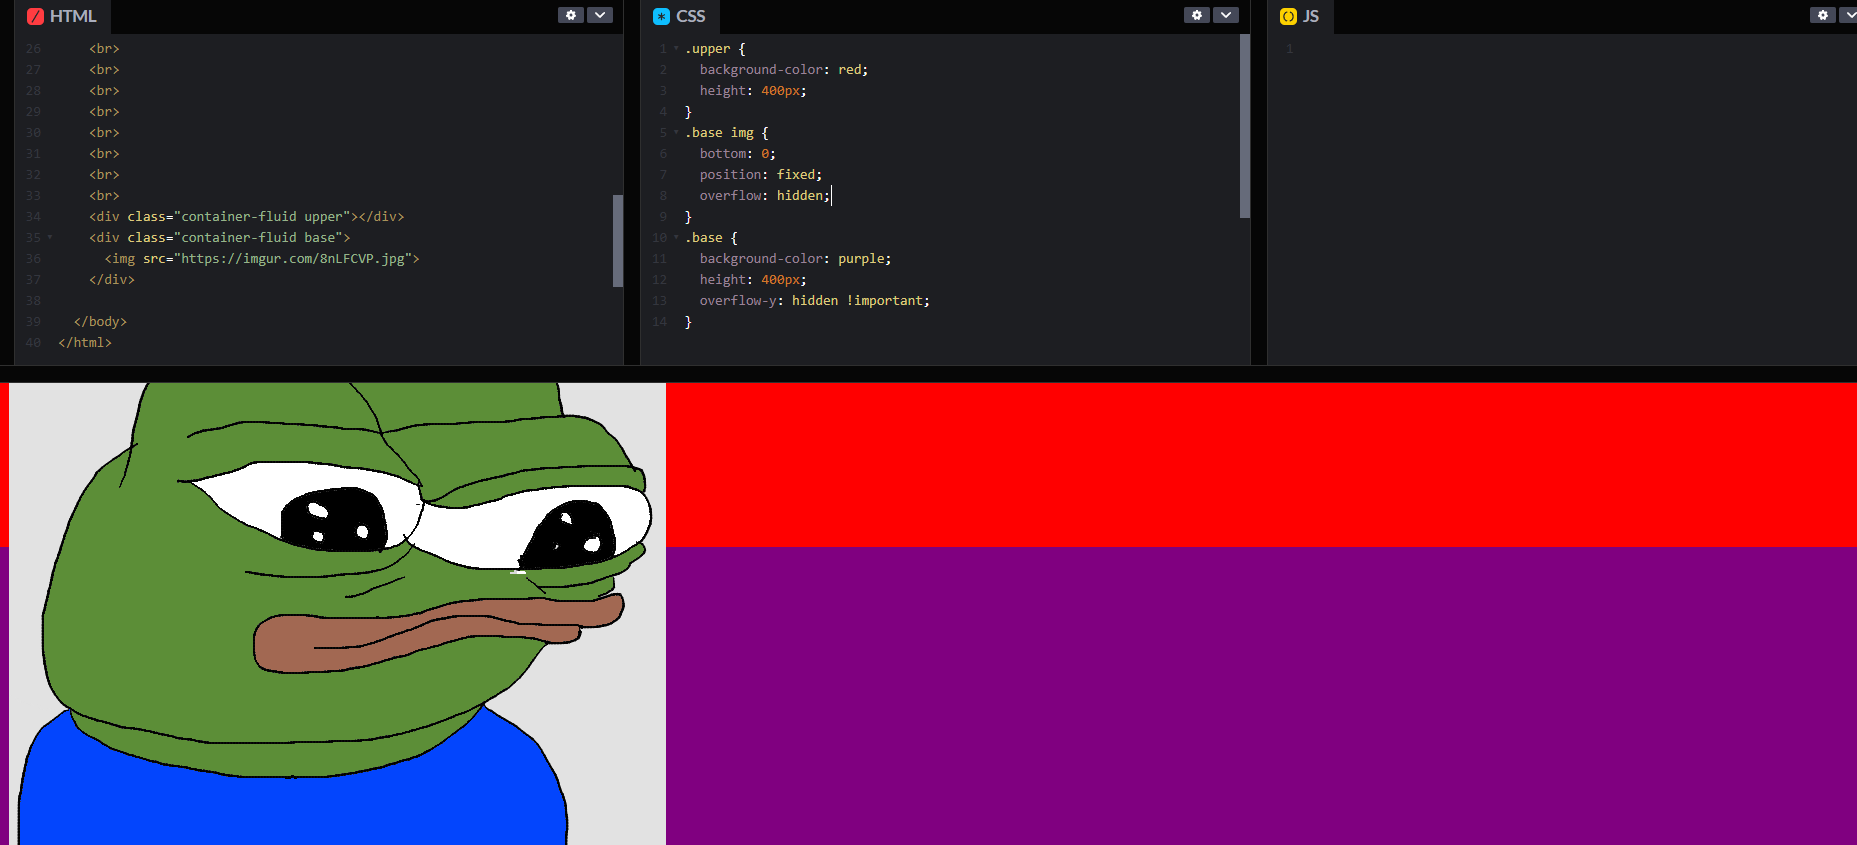 HTML
26 <br>
27 <br>
28 <br>
29 <br>
30 <br>
31 <br>
32 <br>
33 <br>
34 <div class="container-fluid upper"></div>
35 <div class="container-fluid base">
36 <img src="https://imgur.com/8nLFCVP.jpg">
37 </div>
38
39 </body>
40 </html>
CSS
1 .upper {
2 background-color: red;
3 height: 400px;
4 }
5 .base img {
6 bottom: 0;
7 position: fixed;
8 overflow: hidden;
9 }
10 .base {
11 background-color: purple;
12 height: 400px;
13 overflow-y: hidden !important;
14 }
JS
1